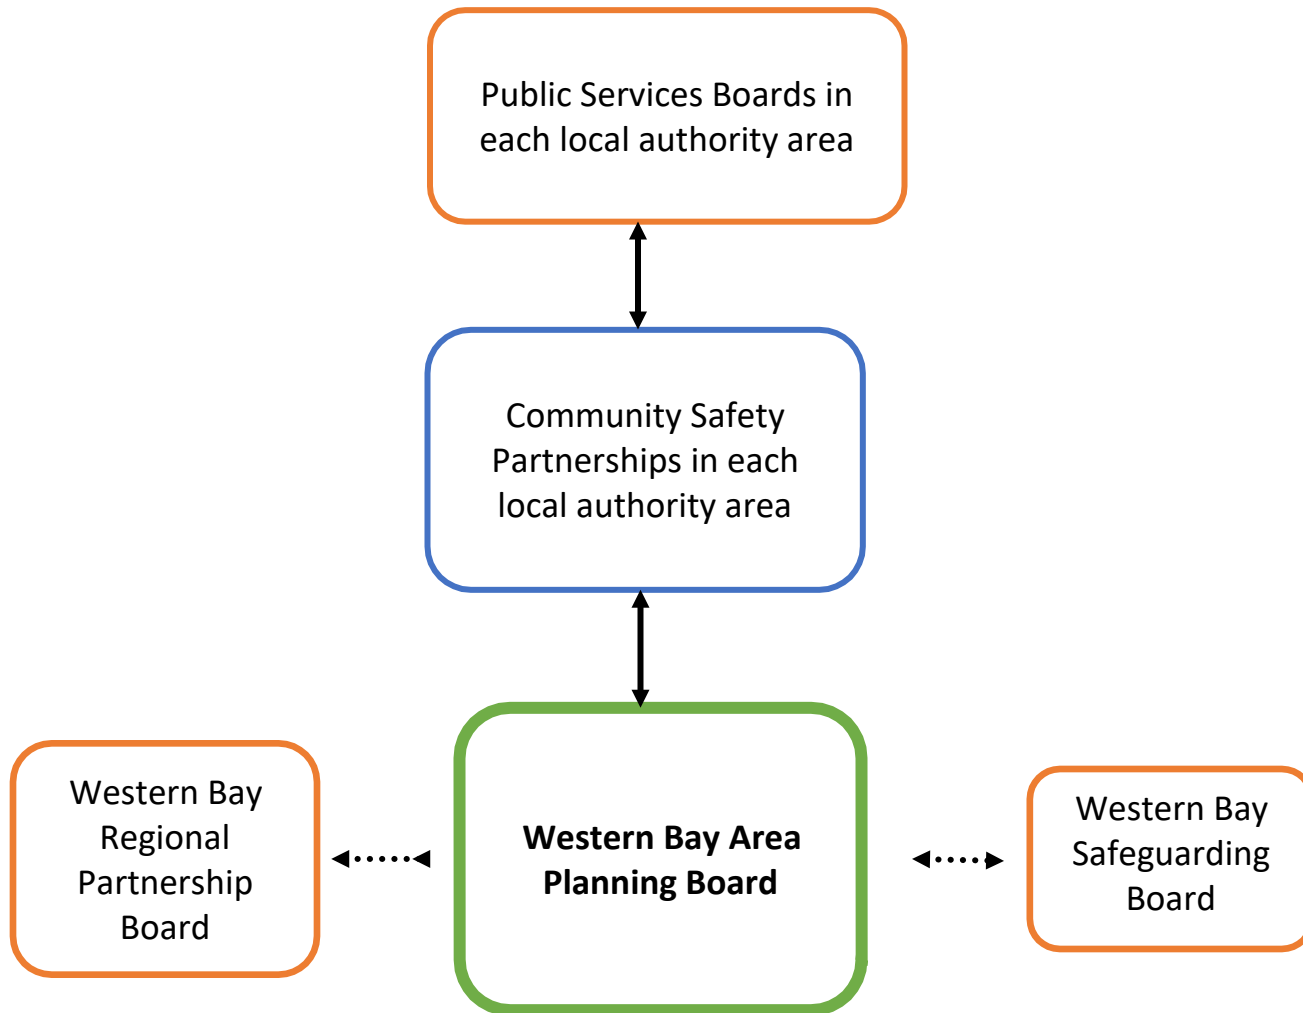 Public Services Boards in
each local authority area
Community Safety
Partnerships in each
local authority area
Western Bay
Regional
Partnership
Board
Western Bay Area
Planning Board
Western Bay
Safeguarding
Board